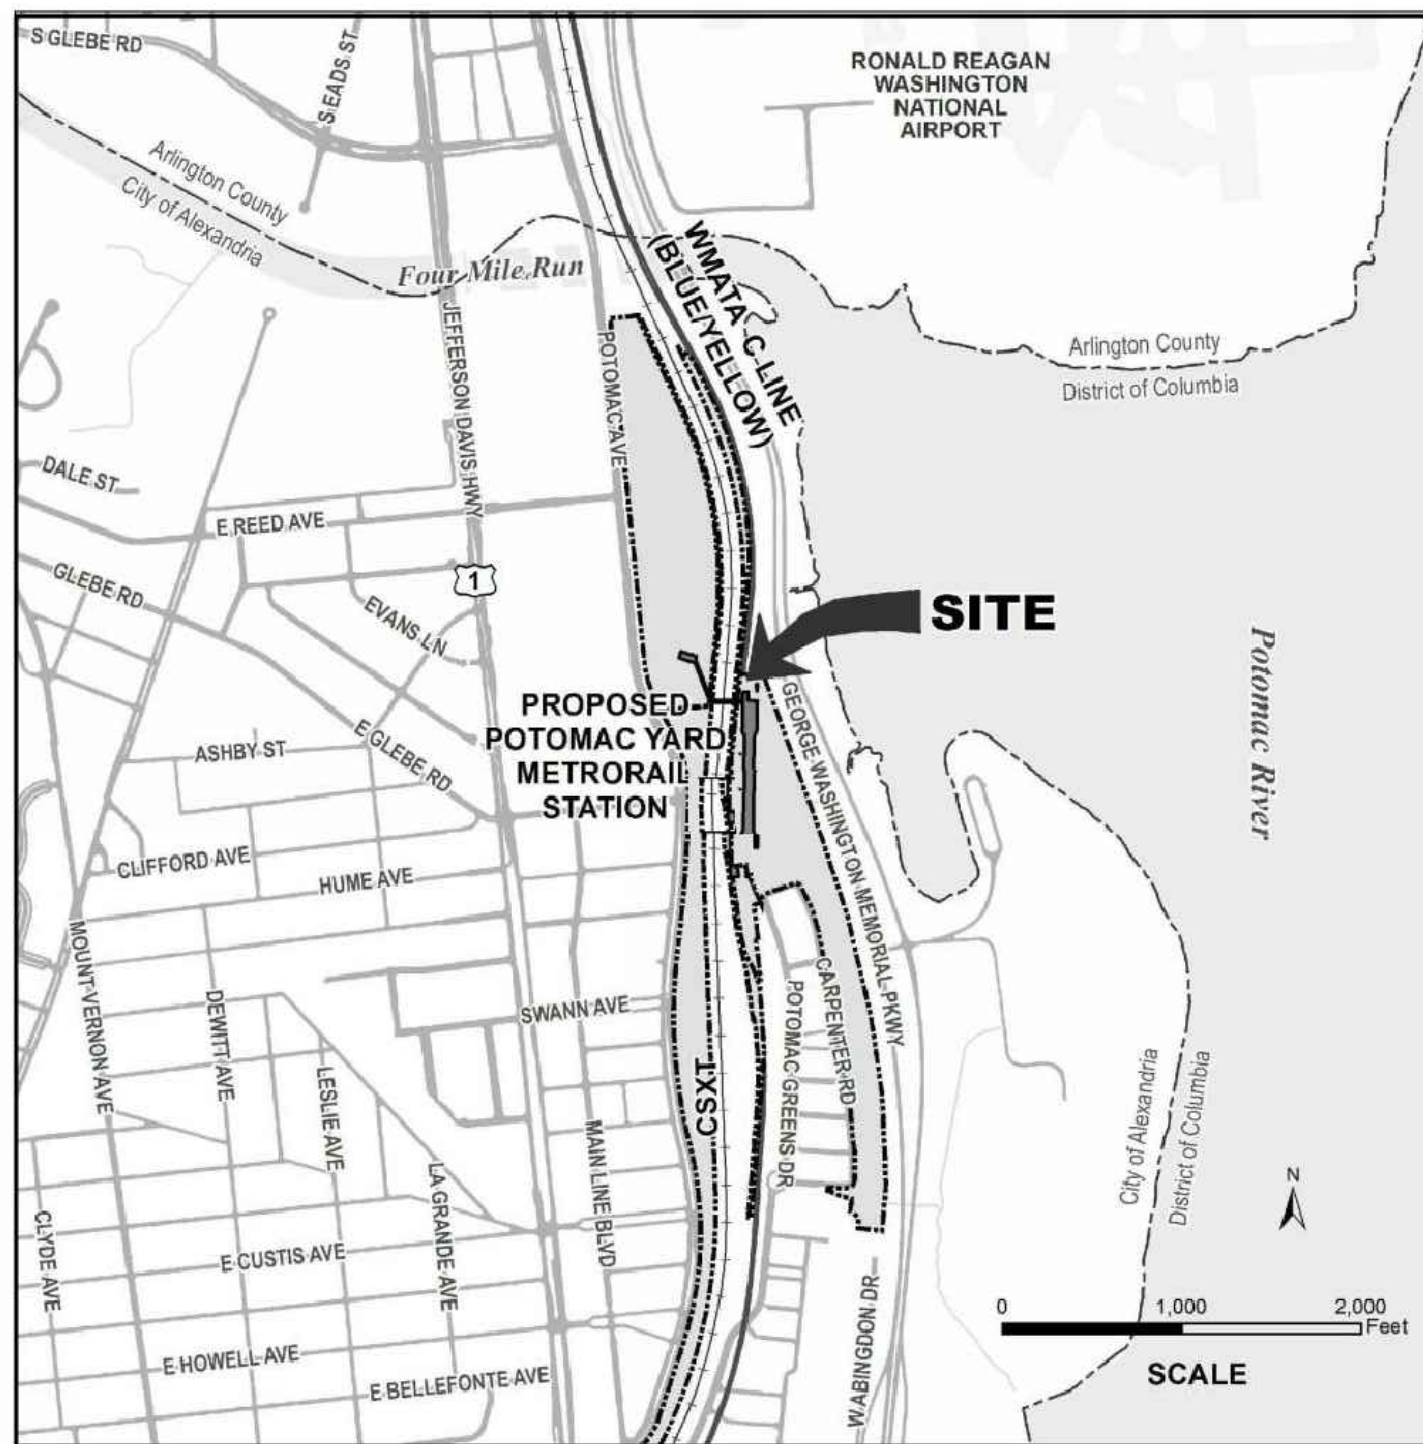 S GLEBE RD
S EADS ST
RONALD REAGAN
WASHINGTON
NATIONAL
AIRPORT
Arlington County
City of Alexandria
Four Mile Run
WMATA C-LINE
(BLUE/YELLOW)
JEFFERSON DAVIS HWY
POTOMAC AVE
Arlington County
District of Columbia
DALE ST
E REED AVE
GLEBE RD
1
EVANS LN
SITE
Potomac River
PROPOSED
POTOMAC YARD
METRORAIL
STATION
GEORGE WASHINGTON MEMORIAL PKWY
ASHBY ST
E GLEBE RD
CLIFFORD AVE
HUME AVE
MOUNT VERNON AVE
DEWITT AVE
SWANN AVE
LESLIE AVE
CSXT
POTOMAC GREENS DR
CARPENTER RD
City of Alexandria
District of Columbia
MAIN LINE BLVD
LA GRANDE AVE
CLYDE AVE
E CUSTIS AVE
N
W ABINGDON DR
E HOWELL AVE
E BELLEFONTE AVE
0 1,000 2,000
Feet
SCALE